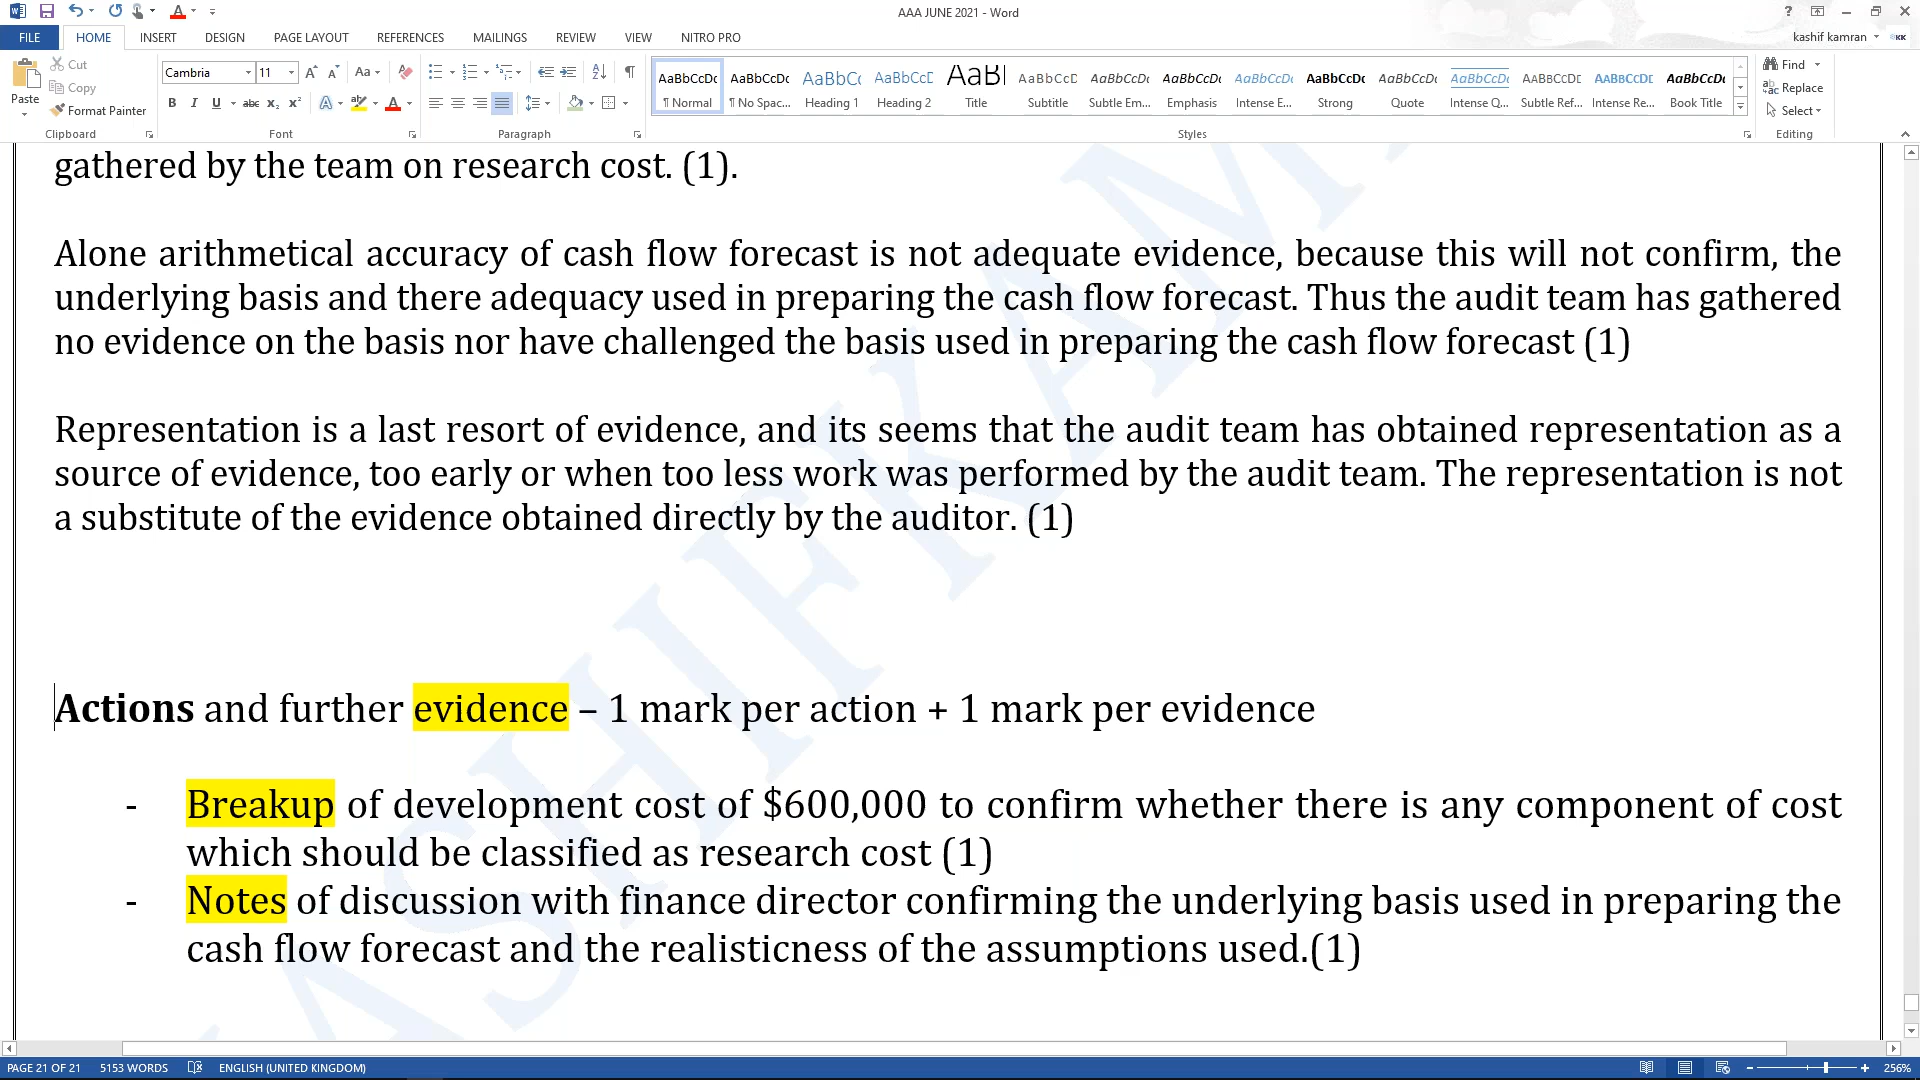 AAA JUNE 2021 - Word
FILE HOME INSERT DESIGN PAGE LAYOUT REFERENCES MAILINGS REVIEW VIEW NITRO PRO
kashif kamran
Paste
Cut
Copy
Format Painter
Clipboard
Cambria 11
Font
Paragraph
AaBbCcDc AaBbCcDc AaBbCc AaBbCcD AaBl AaBbCcD AaBbCcDc AaBbCcDc AaBbCcDc AaBbCcDc AaBbCcDc AaBbCcDc AABBCCDE AABBCCDE AaBbCcDc
¶ Normal ¶ No Spac... Heading 1 Heading 2 Title Subtitle Subtle Em... Emphasis Intense E... Strong Quote Intense Q... Subtle Ref... Intense Re... Book Title
Styles
Find
Replace
Select
Editing
gathered by the team on research cost. (1).
Alone arithmetical accuracy of cash flow forecast is not adequate evidence, because this will not confirm, the
underlying basis and there adequacy used in preparing the cash flow forecast. Thus the audit team has gathered
no evidence on the basis nor have challenged the basis used in preparing the cash flow forecast (1)
Representation is a last resort of evidence, and its seems that the audit team has obtained representation as a
source of evidence, too early or when too less work was performed by the audit team. The representation is not
a substitute of the evidence obtained directly by the auditor. (1)
Actions and further evidence – 1 mark per action + 1 mark per evidence
- Breakup of development cost of $600,000 to confirm whether there is any component of cost
which should be classified as research cost (1)
- Notes of discussion with finance director confirming the underlying basis used in preparing the
cash flow forecast and the realisticness of the assumptions used.(1)
PAGE 21 OF 21 5153 WORDS ENGLISH (UNITED KINGDOM) 256%